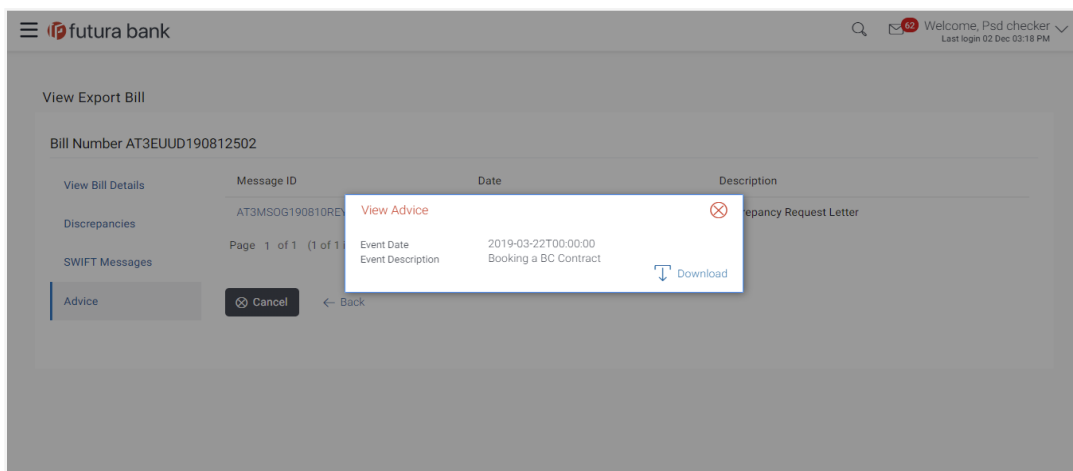 futura bank
62
Welcome, Psd checker
Last login 02 Dec 03:18 PM
View Export Bill
Bill Number AT3EUUD190812502
View Bill Details
Discrepancies
SWIFT Messages
Advice
Message ID Date Description
View Advice
Request Letter
Page 1 of 1 (1 of 1
Event Date 2019-03-22T00:00:00
Event Description Booking a BC Contract
Download
Cancel
Back